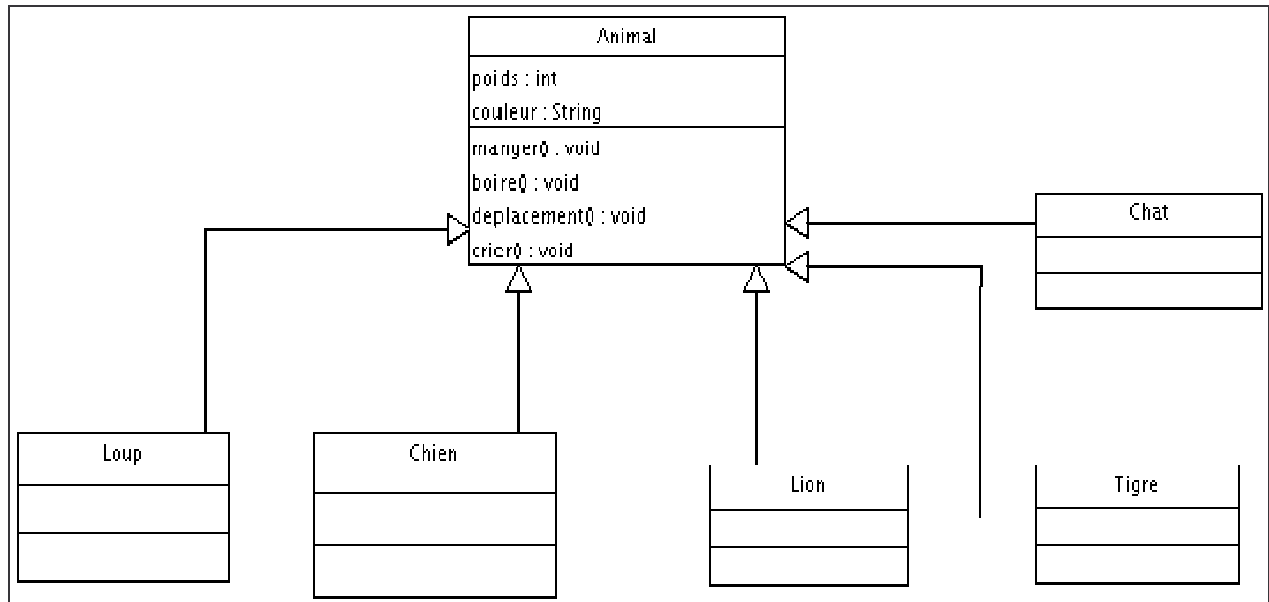 Animal
poids : int
couleur : String
manger() : void
boire() : void
deplacement() : void
crier() : void
Chat
Loup
Chien
Lion
Tigre